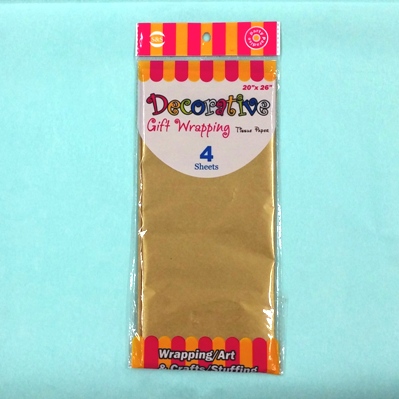 20"x 26"
Decorative
Gift Wrapping Tissue Paper
4
Sheets
Wrapping/Art
& Crafts/Stuffing